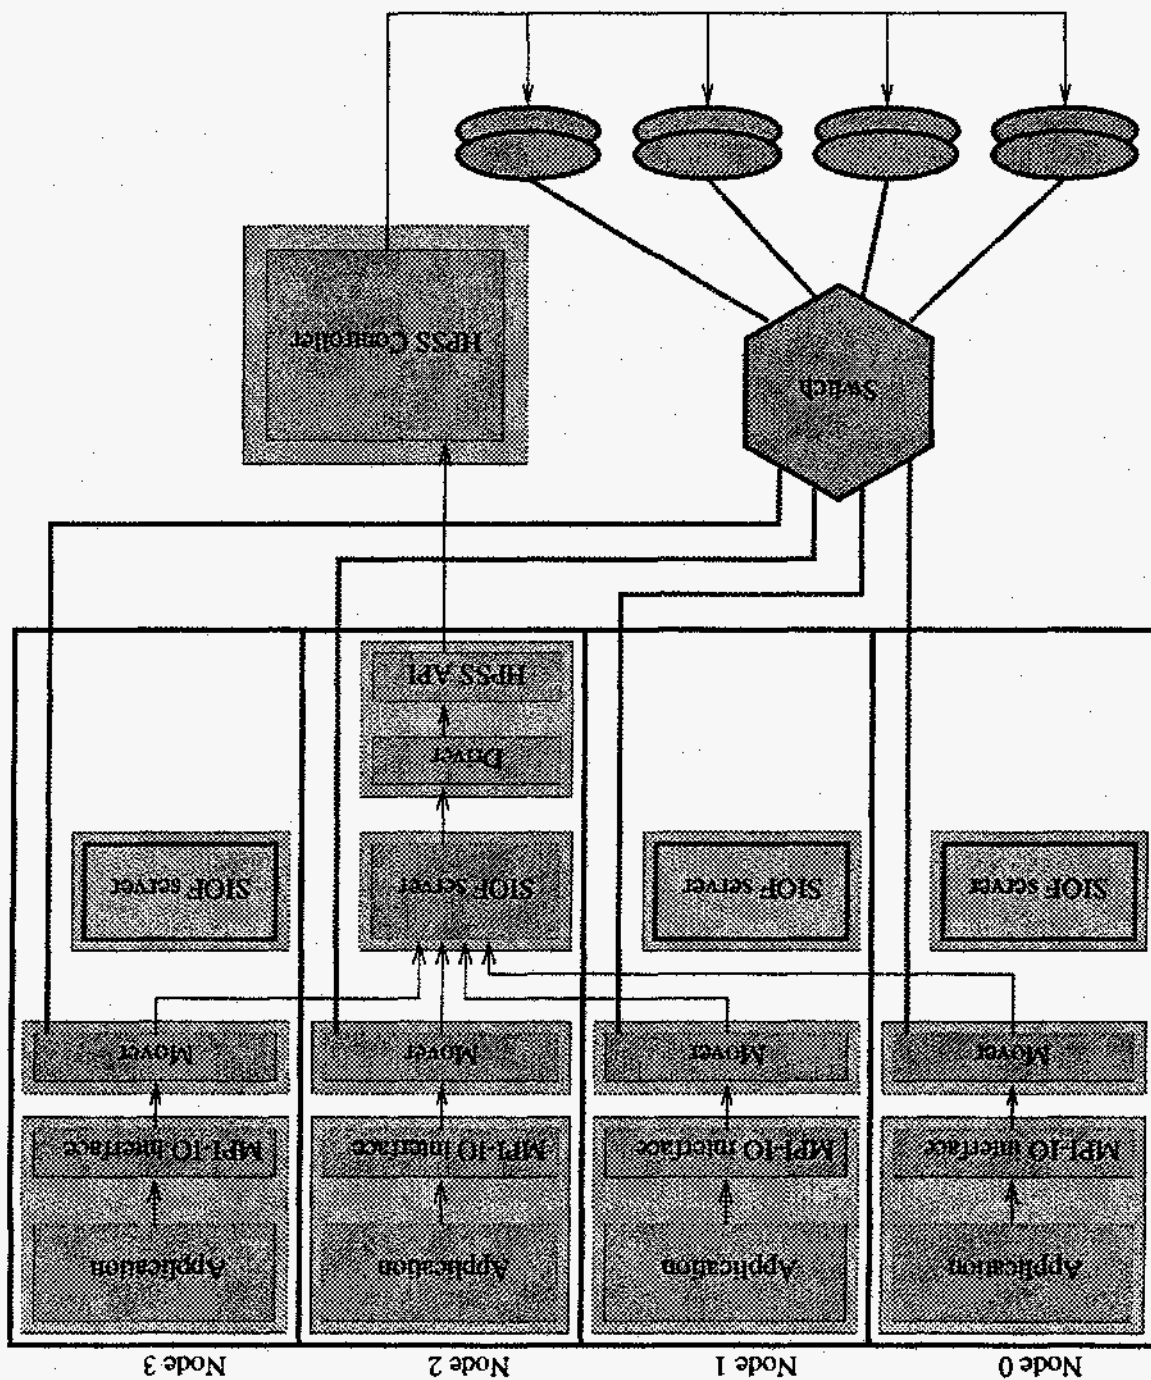 Node 0
Node 1
Node 2
Node 3
Application
Application
Application
Application
MPI-IO interface
MPI-IO interface
MPI-IO interface
MPI-IO interface
Mover
Mover
Mover
Mover
SIOF server
SIOF server
SIOF server
SIOF server
Driver
HPSS API
Switch
HPSS Controller